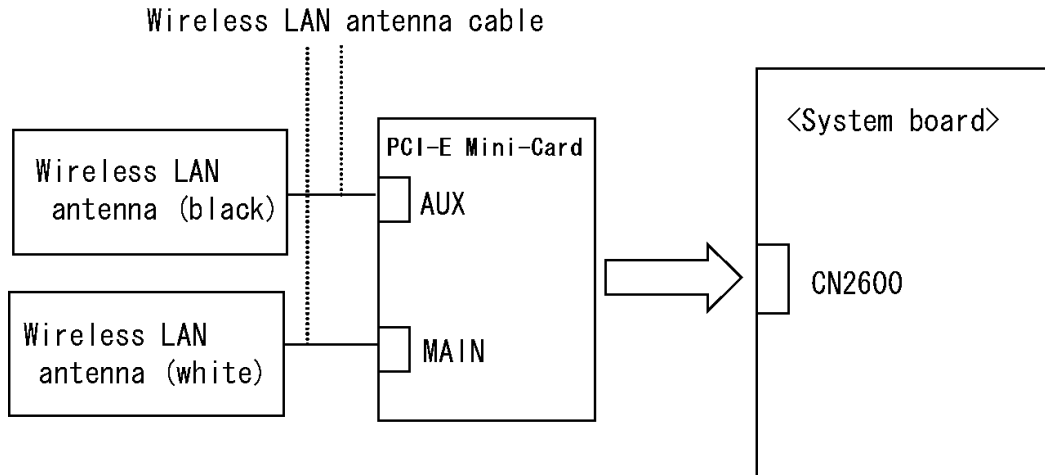 Wireless LAN antenna cable
<System board>
PCI-E Mini-Card
Wireless LAN
antenna (black)
AUX
CN2600
Wireless LAN
antenna (white)
MAIN